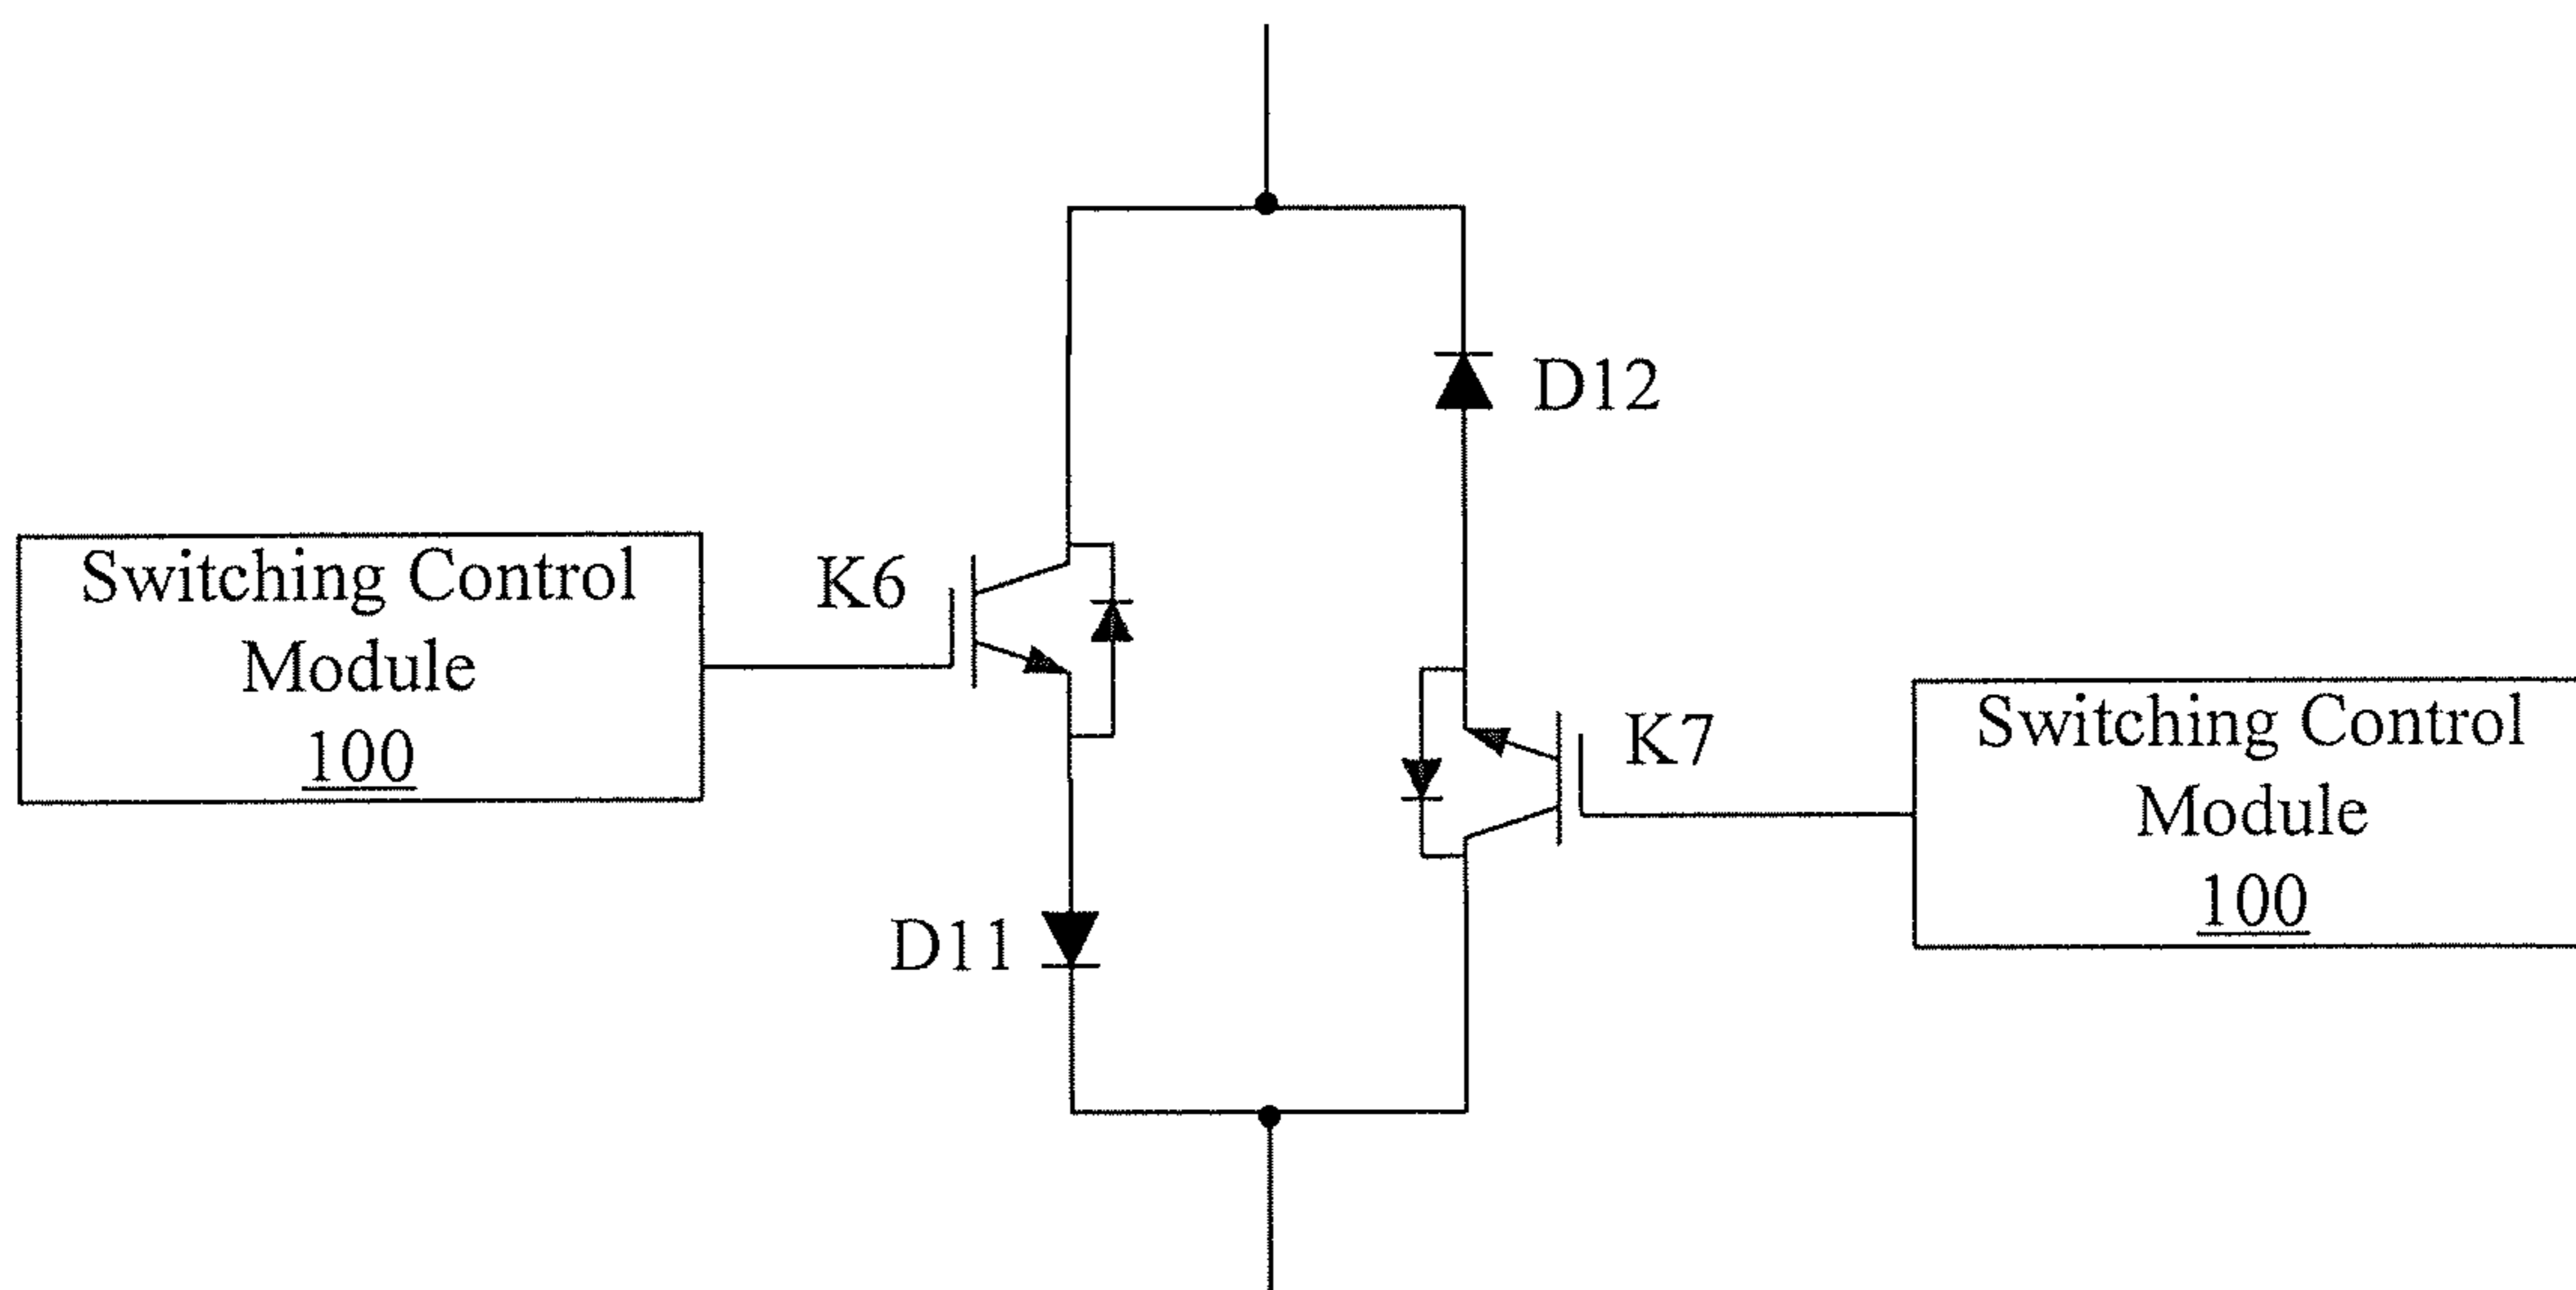 D12
Switching Control
Module
100
K6
Switching Control
Module
100
K7
D11